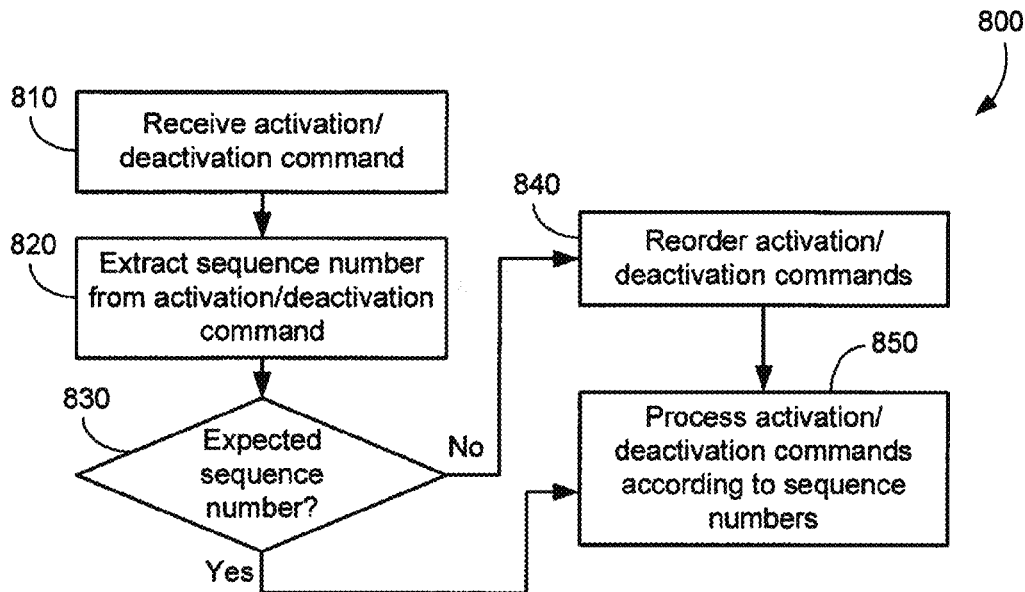 800
810
Receive activation/
deactivation command
820
Extract sequence number
from activation/deactivation
command
830
Expected
sequence
number?
No
Yes
840
Reorder activation/
deactivation commands
850
Process activation/
deactivation commands
according to sequence
numbers